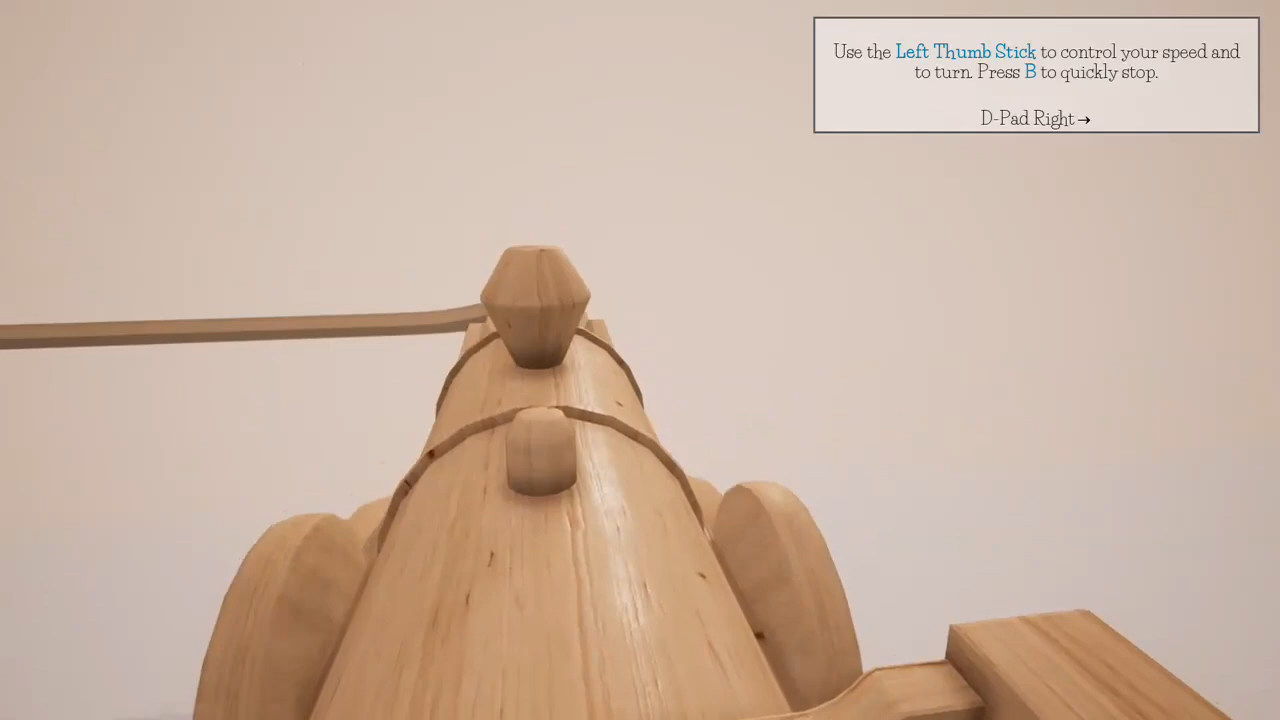 Use the Left Thumb Stick to control your speed and
to turn. Press B to quickly stop.
D-Pad Right →